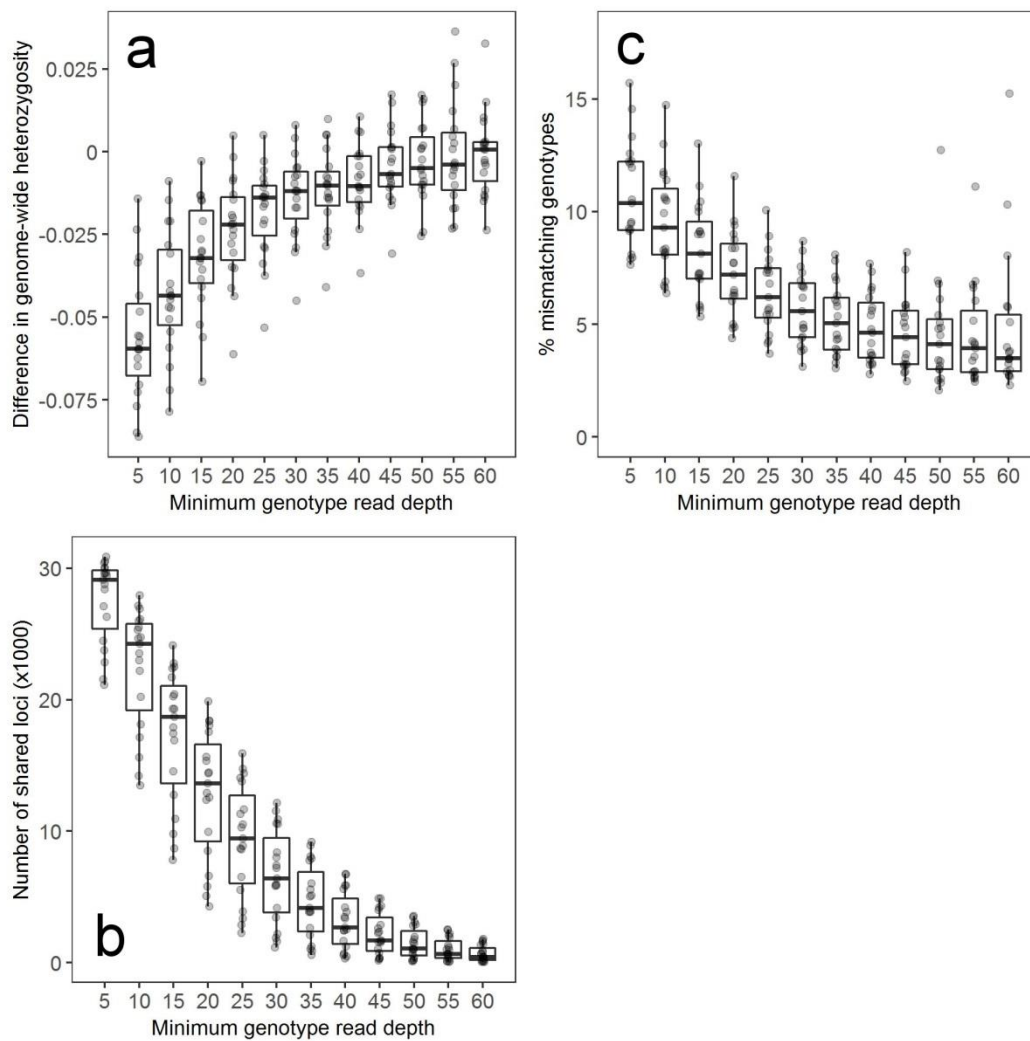 a
Difference in genome-wide heterozygosity
0.025
0
-0.025
-0.05
-0.075
5 10 15 20 25 30 35 40 45 50 55 60
Minimum genotype read depth
c
% mismatching genotypes
15
10
5
0
5 10 15 20 25 30 35 40 45 50 55 60
Minimum genotype read depth
b
Number of shared loci (x1000)
30
20
10
0
5 10 15 20 25 30 35 40 45 50 55 60
Minimum genotype read depth